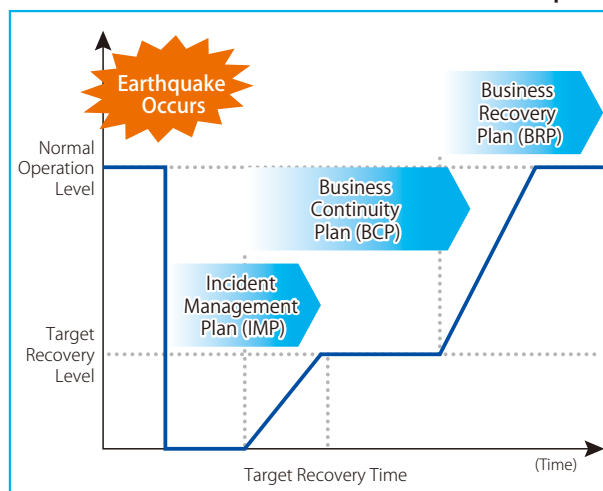 Earthquake
Occurs
Business
Recovery
Plan (BRP)
Normal
Operation
Level
Business
Continuity
Plan (BCP)
Incident
Management
Plan (IMP)
Target
Recovery
Level
(Time)
Target Recovery Time